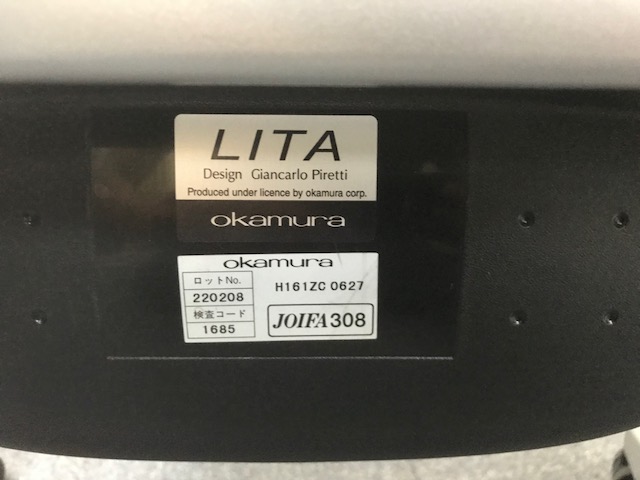 LITA
Design Giancarlo Piretti
Produced under licence by okamura corp.
okamura
okamura
ロットNo.
220208
検査コード
1685
H161ZC 0627
JOIFA308